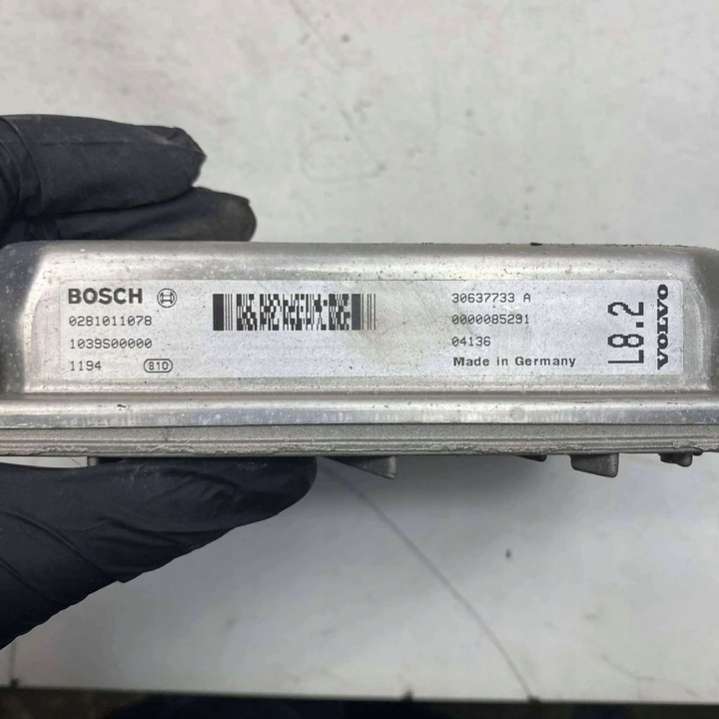 BOSCH
0281011078
1039S00000
1194 810
30637733 A
0000085291
04136
Made in Germany
L8.2
VOLVO